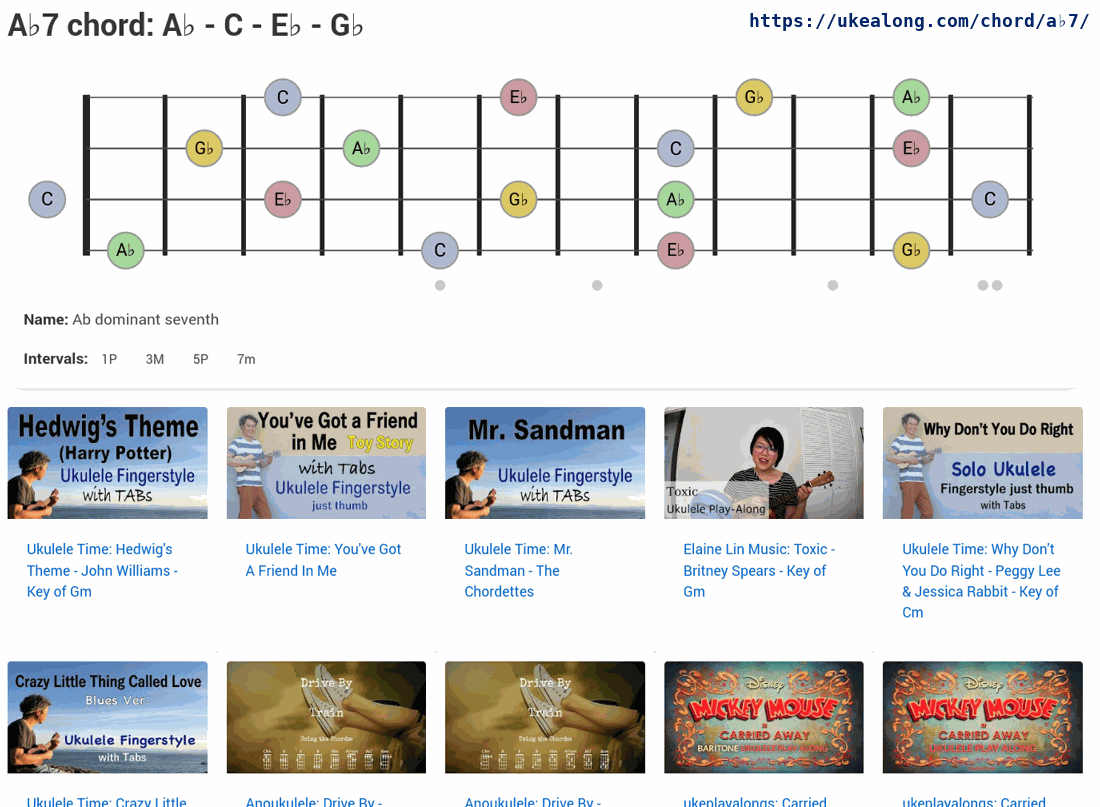 A♭7 chord: A♭ - C - E♭ - G♭
https://ukealong.com/chord/a♭7/
C E♭ G♭ A♭
G♭ A♭ C E♭
C E♭ G♭ A♭ C
A♭ C E♭ G♭
Name: Ab dominant seventh
Intervals: 1P 3M 5P 7m
Hedwig's Theme
(Harry Potter)
Ukulele Fingerstyle
with TABs
You've Got a Friend
in Me Toy Story
with Tabs
Ukulele Fingerstyle
just thumb
Mr. Sandman
Ukulele Fingerstyle
with TABs
Toxic
Ukulele Play-Along
Why Don't You Do Right
Solo Ukulele
Fingerstyle just thumb
with Tabs
Ukulele Time: Hedwig's
Theme - John Williams -
Key of Gm
Ukulele Time: You've Got
A Friend In Me
Ukulele Time: Mr.
Sandman - The
Chordettes
Elaine Lin Music: Toxic -
Britney Spears - Key of
Gm
Ukulele Time: Why Don't
You Do Right - Peggy Lee
& Jessica Rabbit - Key of
Cm
Crazy Little Thing Called Love
Blues Ver.
Ukulele Fingerstyle
with Tabs
Drive By
Train
Using the Chords:
Drive By
Train
Using the Chords:
Disney
MICKEY MOUSE
IN
CARRIED AWAY
BARITONE UKULELE PLAY ALONG
Disney
MICKEY MOUSE
IN
CARRIED AWAY
UKULELE PLAY ALONG
Ukulele Time: Crazy Little
Anoukulele: Drive By -
Anoukulele: Drive By -
ukeplayalongs: Carried
ukeplayalongs: Carried